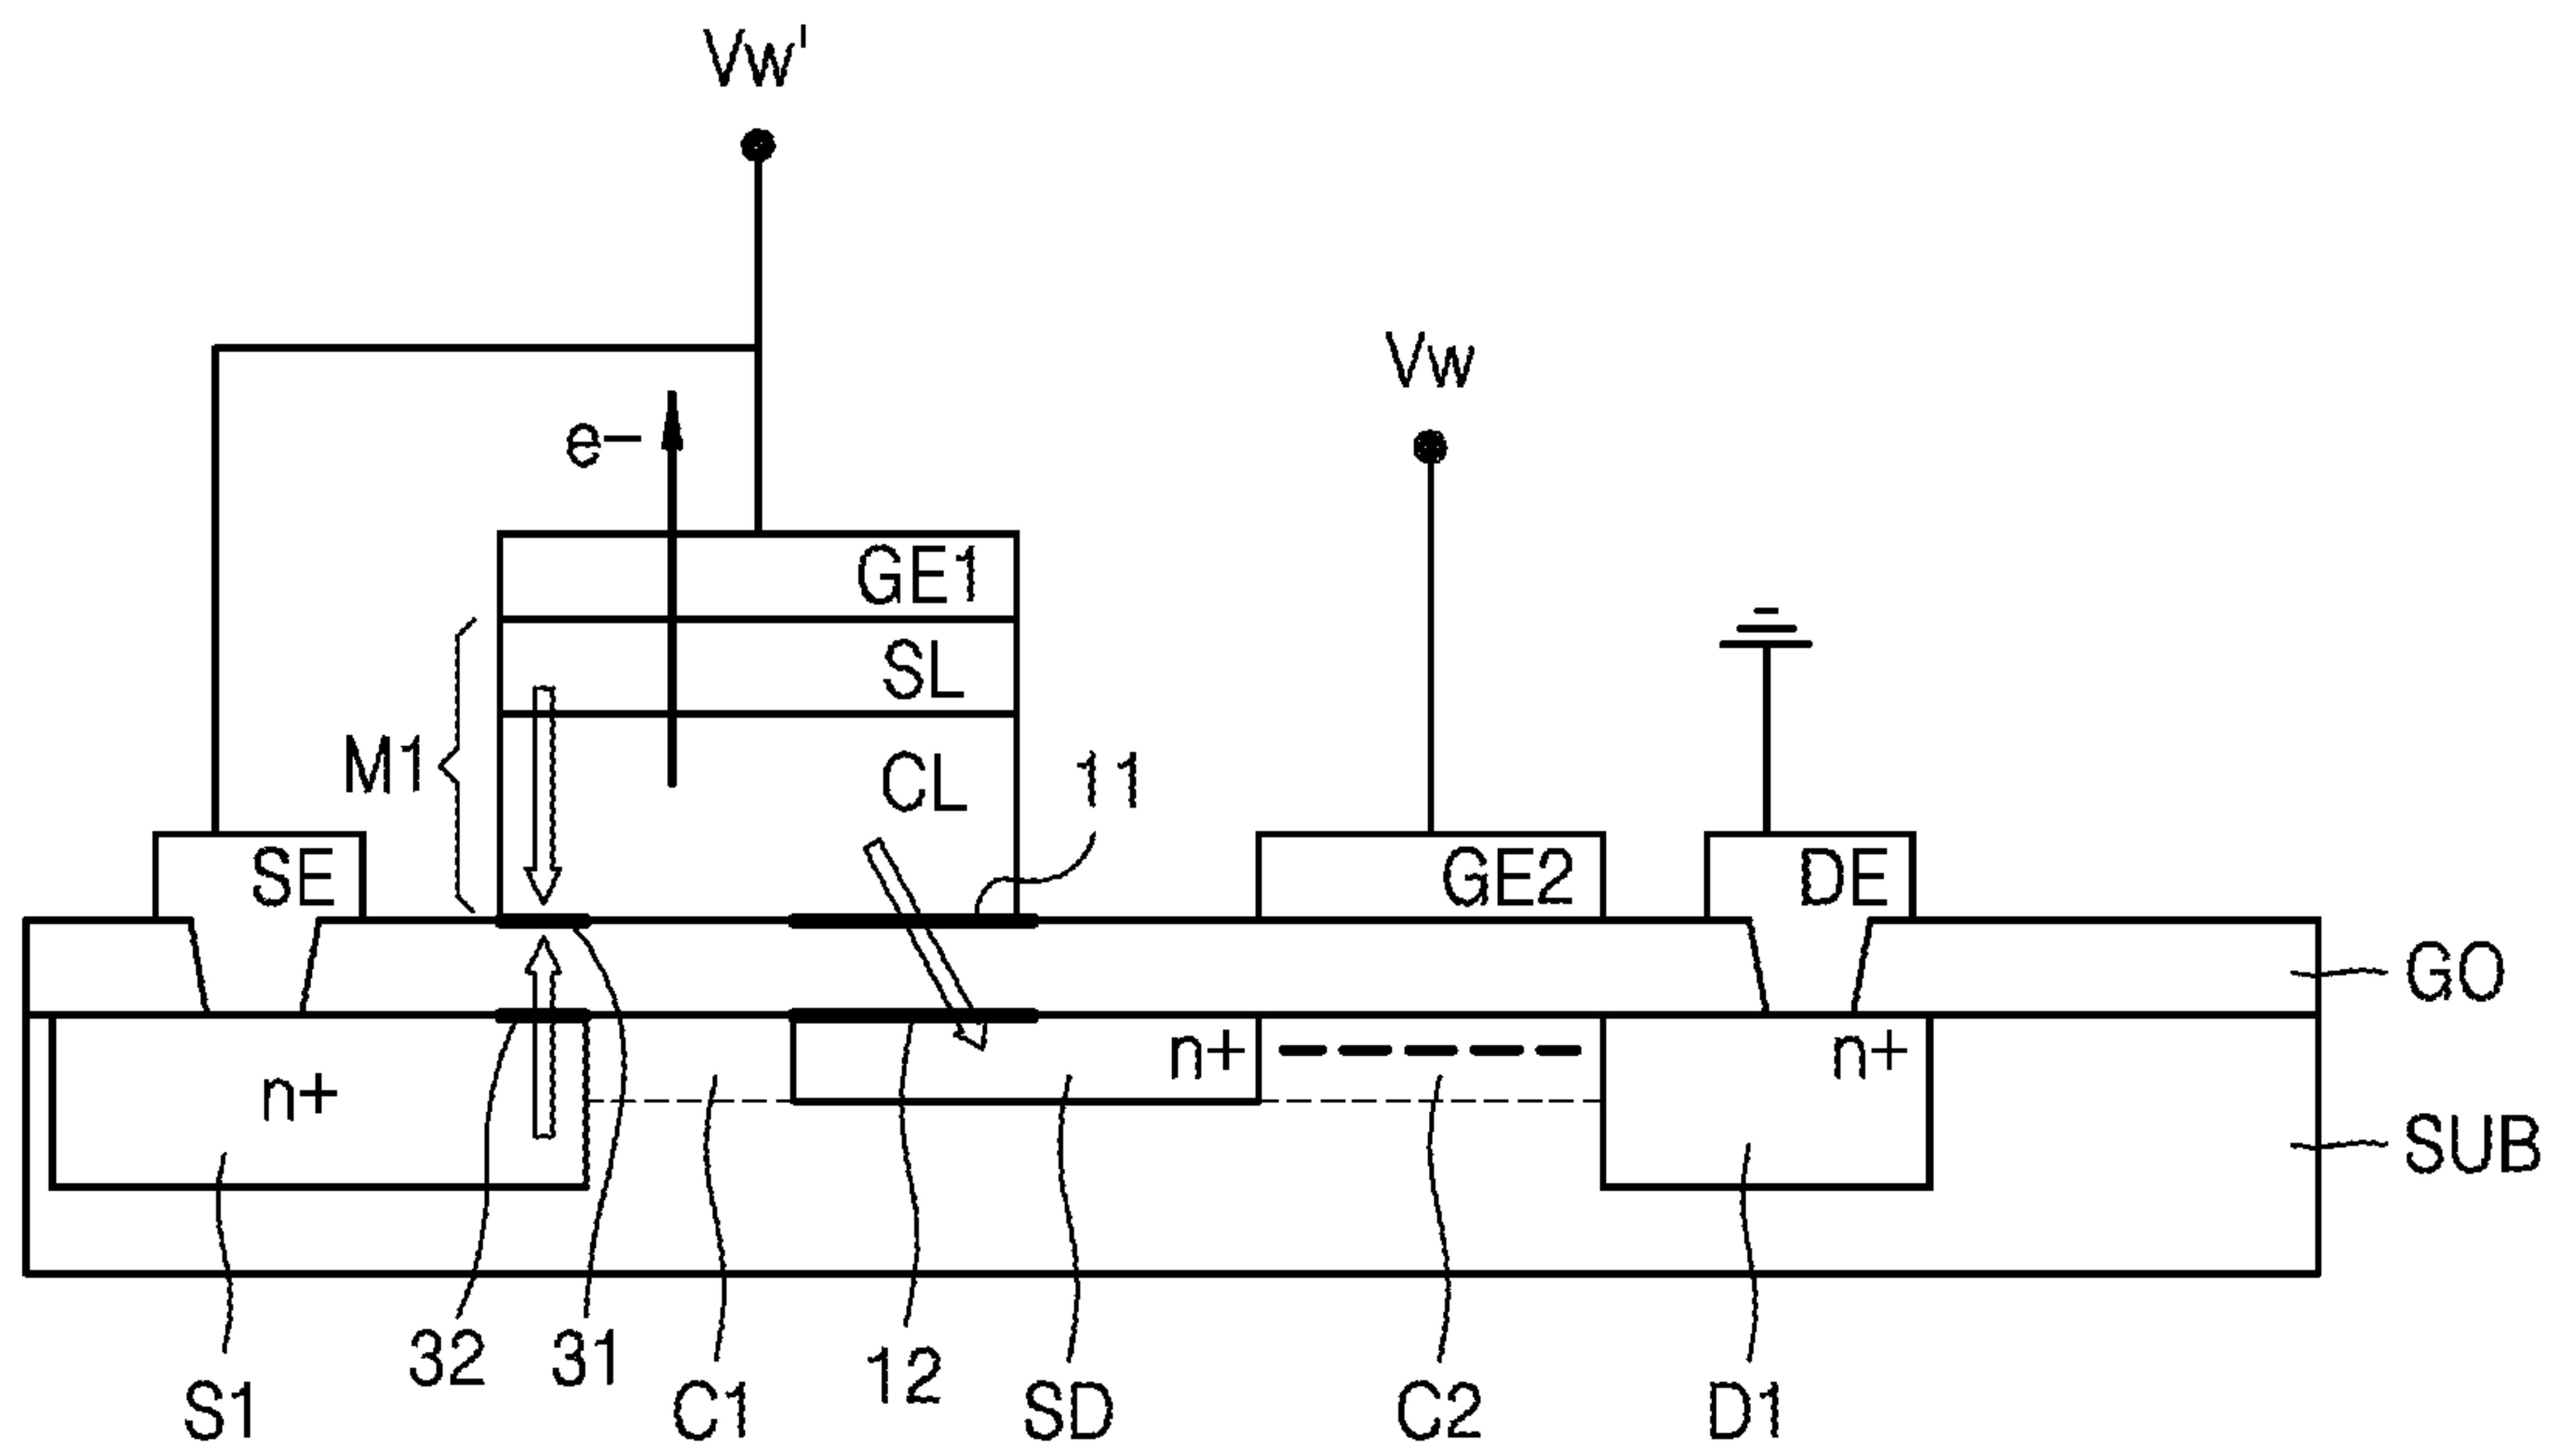 Vw'
Vw
e-
GE1
SL
M1
CL
11
SE
GE2
DE
GO
n+
n+
n+
SUB
32
31
12
S1
C1
SD
C2
D1